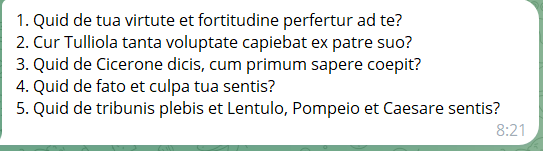 1. Quid de tua virtute et fortitudine perfertur ad te?
2. Cur Tulliola tanta voluptate capiebat ex patre suo?
3. Quid de Cicerone dicis, cum primum sapere coepit?
4. Quid de fato et culpa tua sentis?
5. Quid de tribunis plebis et Lentulo, Pompeio et Caesare sentis?
8:21